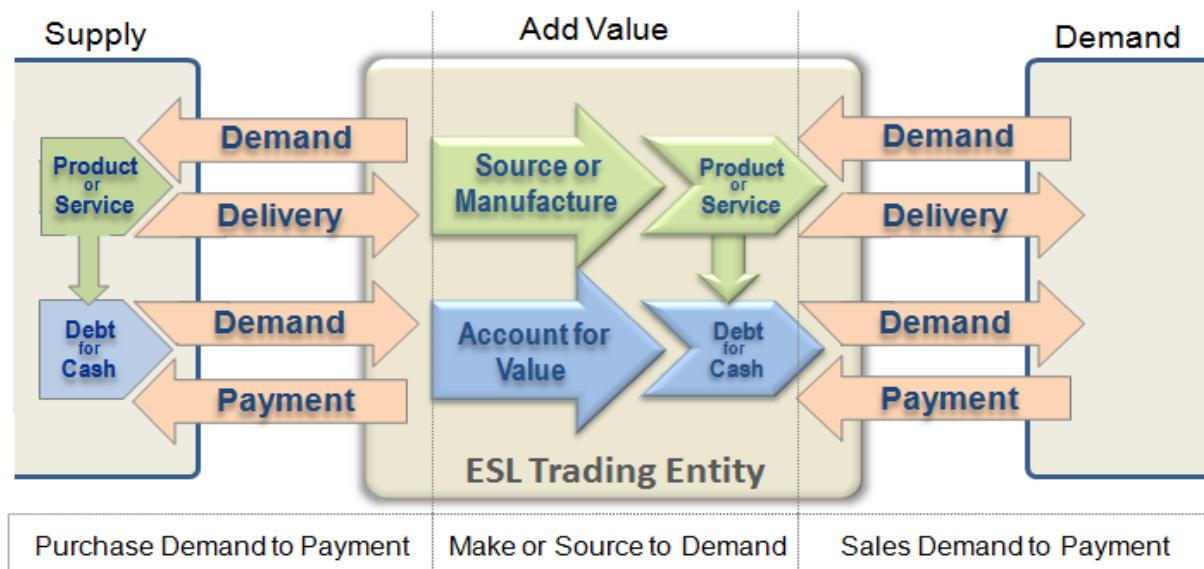 Supply
Add Value
Demand
Demand
Product
or
Service
Delivery
Demand
Debt
for
Cash
Payment
Source or
Manufacture
Product
or
Service
Account for
Value
Debt
for
Cash
ESL Trading Entity
Demand
Delivery
Demand
Payment
Purchase Demand to Payment
Make or Source to Demand
Sales Demand to Payment